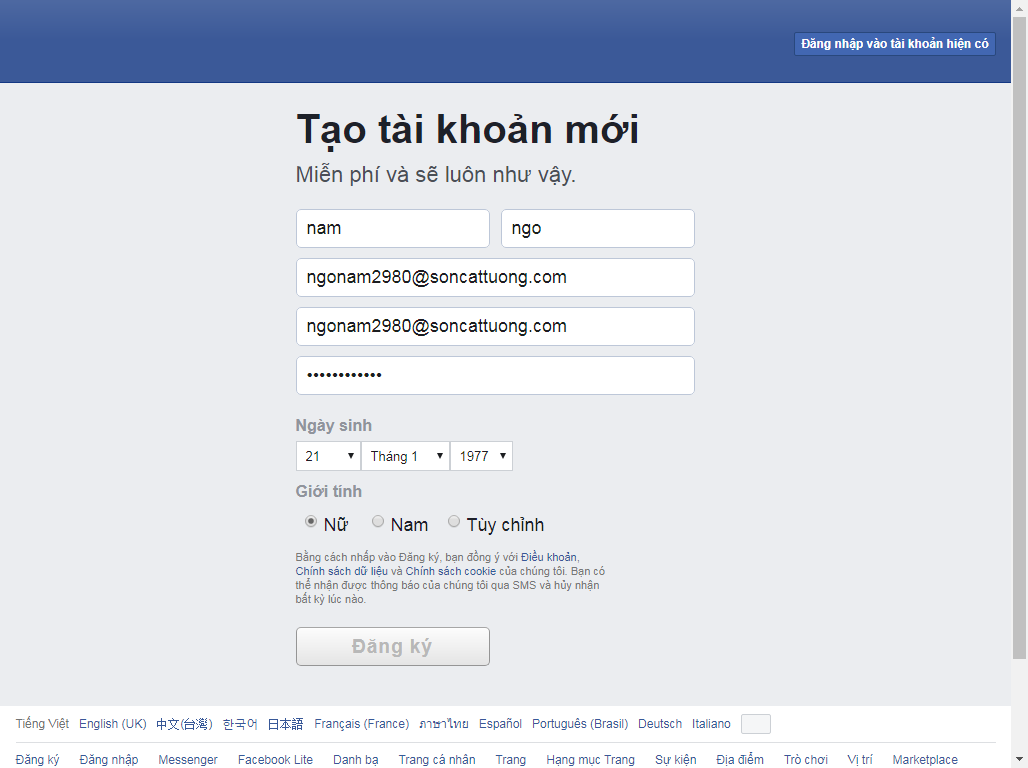 Đăng nhập vào tài khoản hiện có
Tạo tài khoản mới
Miễn phí và sẽ luôn như vậy.
nam ngo
ngonam2980@soncattuong.com
ngonam2980@soncattuong.com
••••••••••••
Ngày sinh
21 Tháng 1 1977
Giới tính
Nữ Nam Tùy chỉnh
Bằng cách nhấp vào Đăng ký, bạn đồng ý với Điều khoản,
Chính sách dữ liệu và Chính sách cookie của chúng tôi. Bạn có
thể nhận được thông báo của chúng tôi qua SMS và hủy nhận
bất kỳ lúc nào.
Đăng ký
Tiếng Việt English (UK) 中文(台灣) 한국어 日本語 Français (France) ภาษาไทย Español Português (Brasil) Deutsch Italiano
Đăng ký Đăng nhập Messenger Facebook Lite Danh bạ Trang cá nhân Trang Hạng mục Trang Sự kiện Địa điểm Trò chơi Vị trí Marketplace